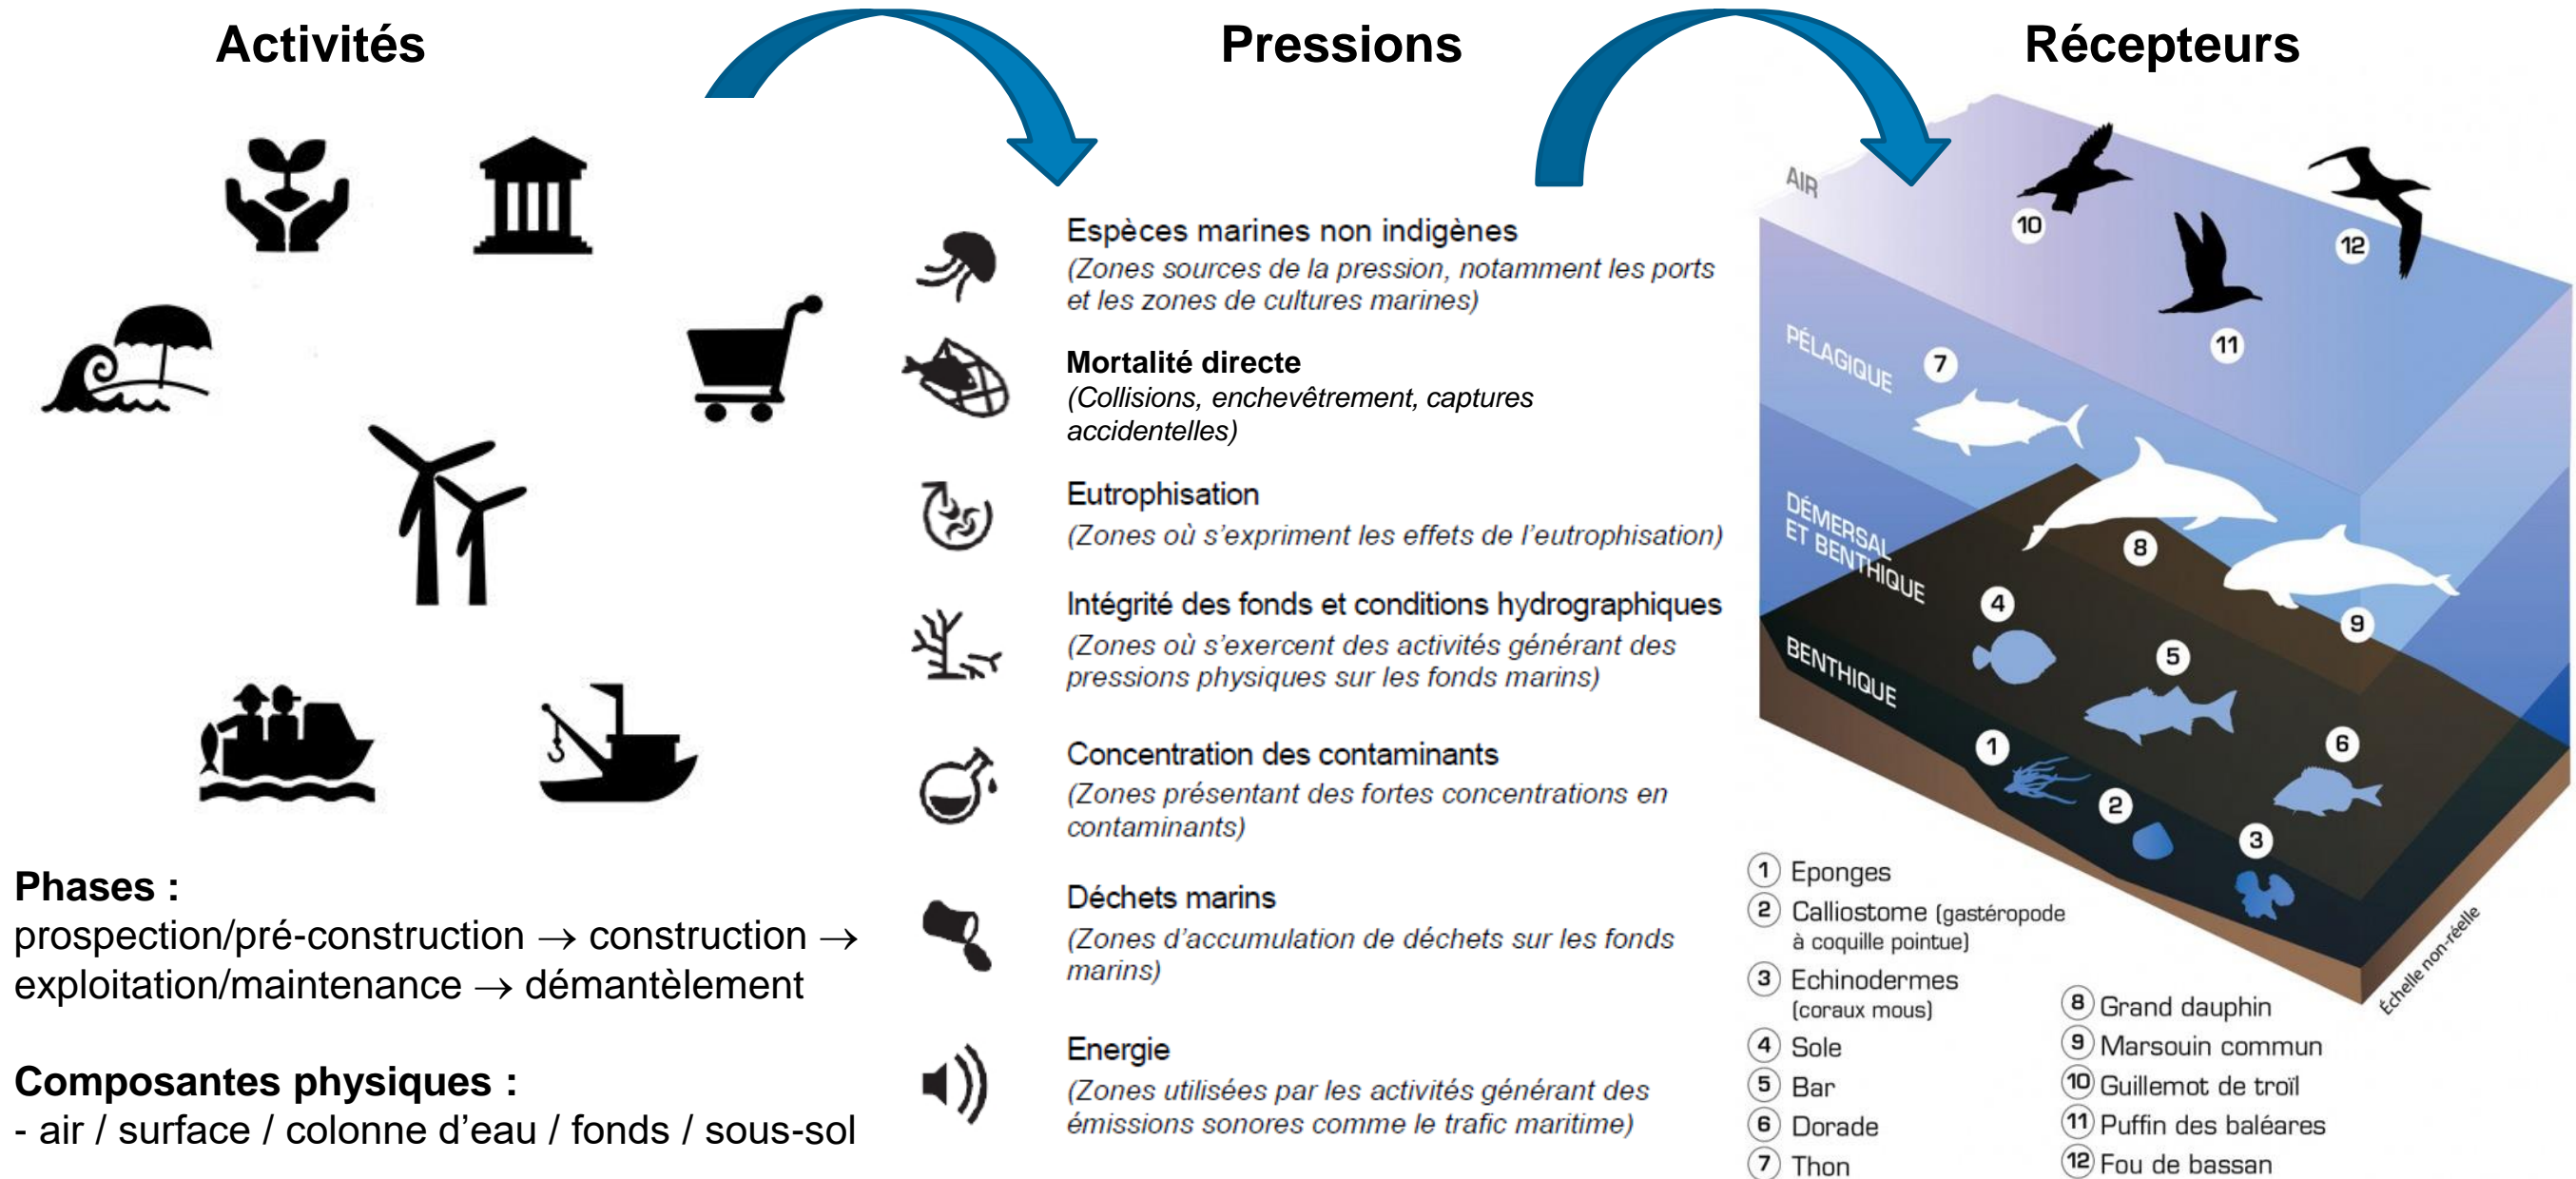 Activités
Pressions
Récepteurs
Espèces marines non indigènes
(Zones sources de la pression, notamment les ports
et les zones de cultures marines)
Mortalité directe
(Collisions, enchevêtrement, captures
accidentelles)
Eutrophisation
(Zones où s'expriment les effets de l'eutrophisation)
Intégrité des fonds et conditions hydrographiques
(Zones où s'exercent des activités générant des
pressions physiques sur les fonds marins)
Concentration des contaminants
(Zones présentant des fortes concentrations en
contaminants)
Déchets marins
(Zones d'accumulation de déchets sur les fonds
marins)
Energie
(Zones utilisées par les activités générant des
émissions sonores comme le trafic maritime)
Phases :
prospection/pré-construction → construction →
exploitation/maintenance → démantèlement
Composantes physiques :
- air / surface / colonne d'eau / fonds / sous-sol
AIR
PÉLAGIQUE
DÉMERSAL
ET BENTHIQUE
BENTHIQUE
10
12
11
7
8
9
4
5
6
1
2
3
Échelle non-réelle
1 Eponges
2 Calliostome (gastéropode
à coquille pointue)
3 Echinodermes
(coraux mous)
4 Sole
5 Bar
6 Dorade
7 Thon
8 Grand dauphin
9 Marsouin commun
10 Guillemot de troïl
11 Puffin des baléares
12 Fou de bassan